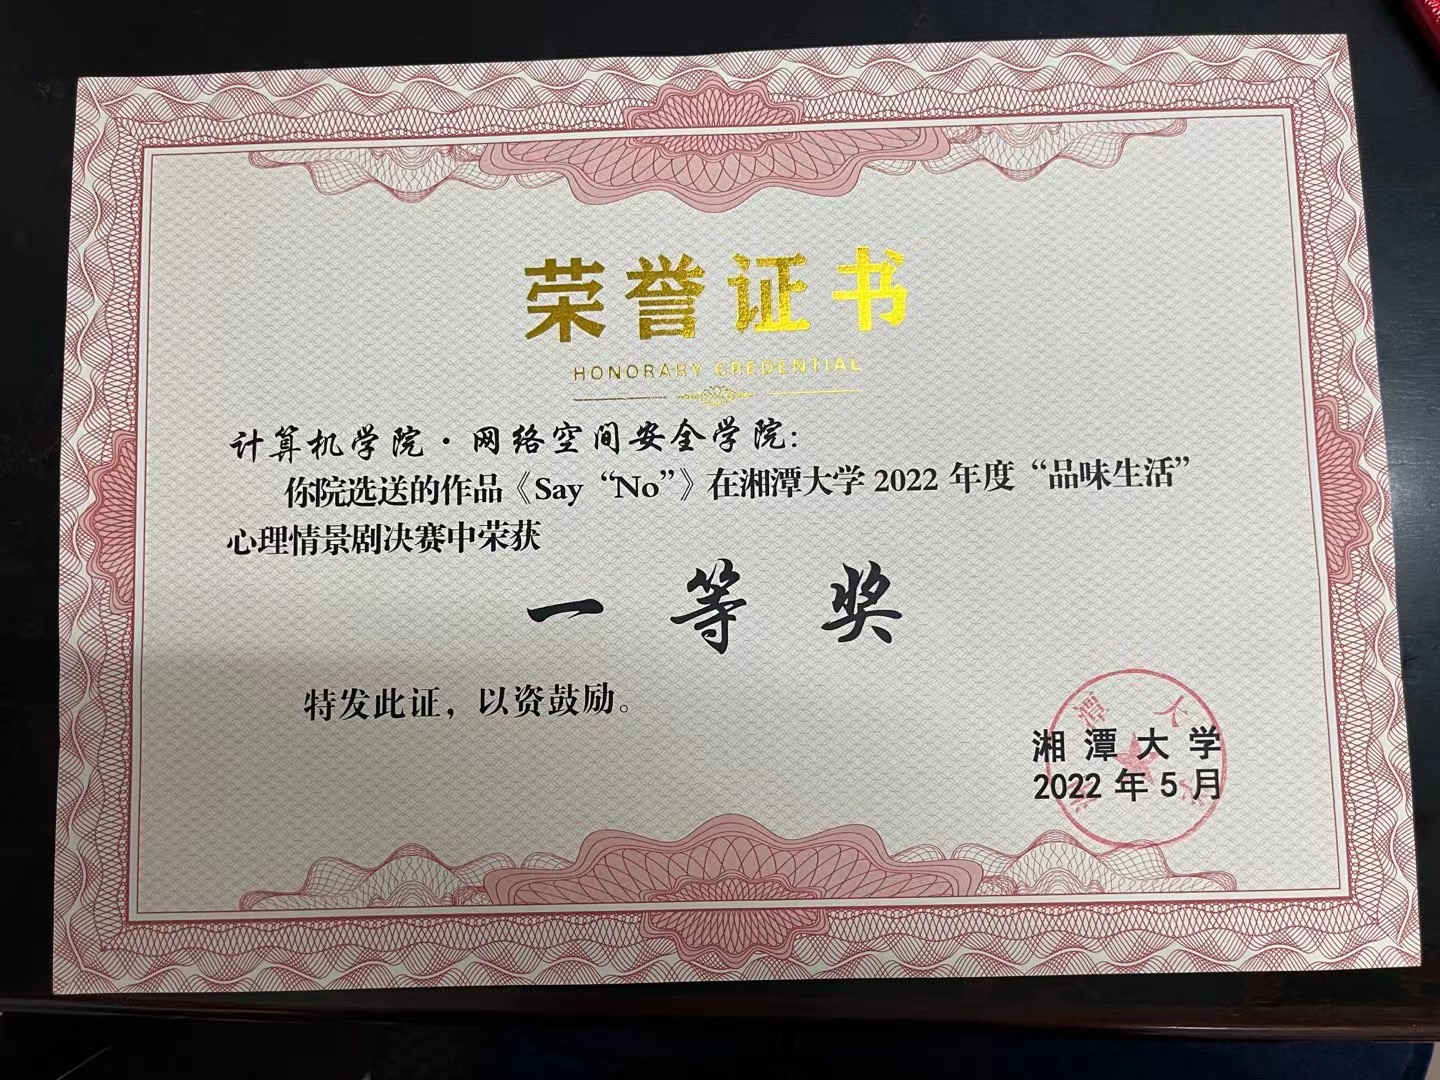 荣誉证书
HONORARY CREDENTIAL
计算机学院·网络空间安全学院：
你院选送的作品《Say “No”》在湘潭大学 2022 年度“品味生活”
心理情景剧决赛中荣获
一等奖
特发此证，以资鼓励。
湘潭大学
2022 年 5 月